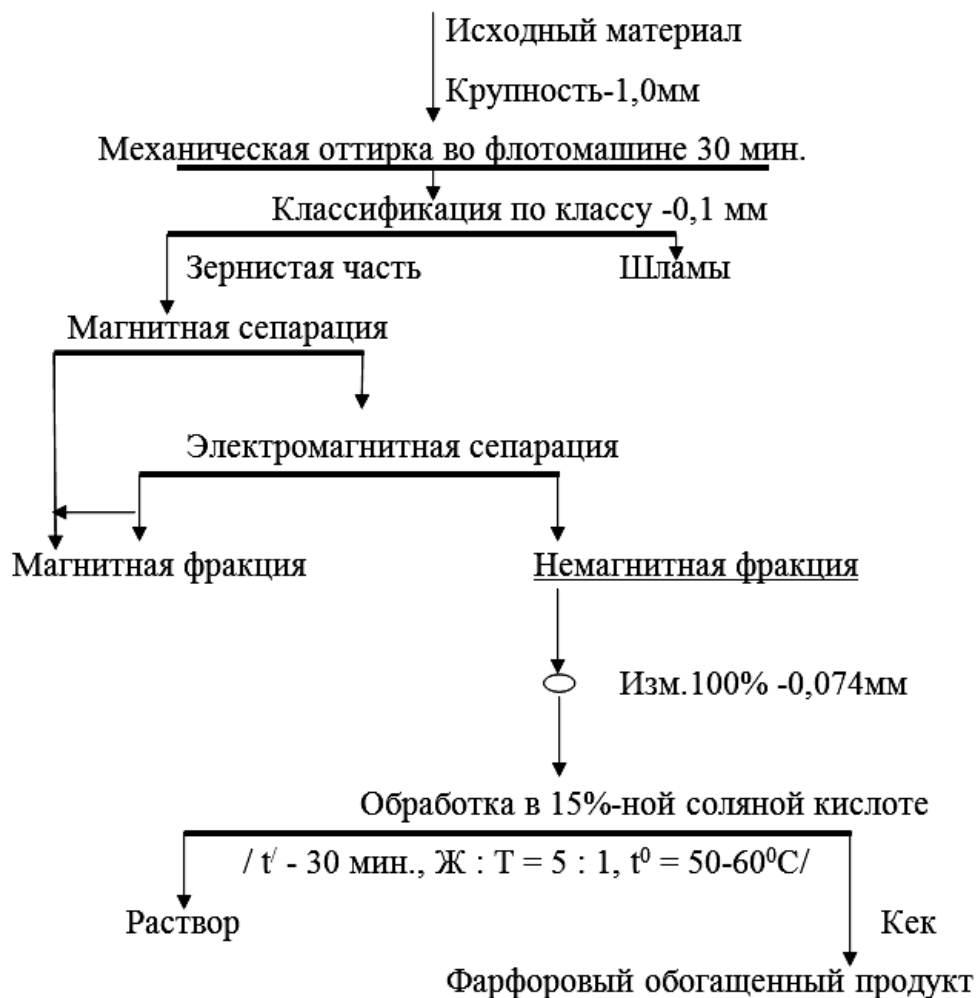 Исходный материал
Крупность-1,0мм
Механическая оттирка во флотомашине 30 мин.
Классификация по классу -0,1 мм
Зернистая часть
Шламы
Магнитная сепарация
Электромагнитная сепарация
Магнитная фракция
Немагнитная фракция
Изм.100% -0,074мм
Обработка в 15%-ной соляной кислоте
/ t′ - 30 мин., Ж : Т = 5 : 1, t⁰ = 50-60⁰С/
Раствор
Кек
Фарфоровый обогащенный продукт